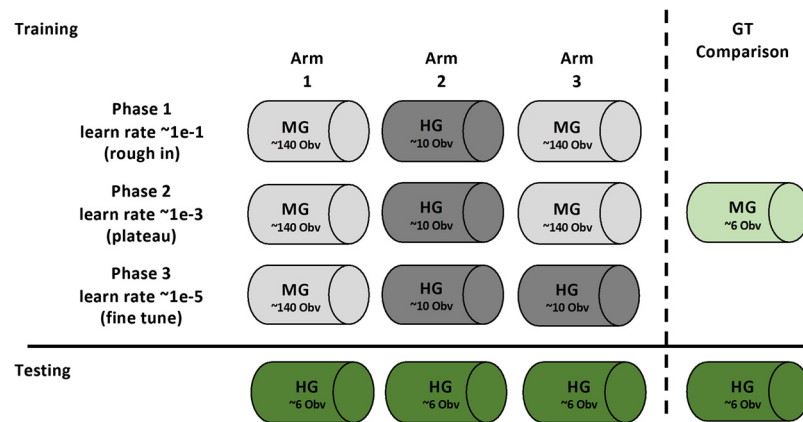 Training
GT
Comparison
Arm
1
Arm
2
Arm
3
Phase 1
learn rate ~1e-1
(rough in)
MG
~140 Obv
HG
~10 Obv
MG
~140 Obv
Phase 2
learn rate ~1e-3
(plateau)
MG
~140 Obv
HG
~10 Obv
MG
~140 Obv
MG
~6 Obv
Phase 3
learn rate ~1e-5
(fine tune)
MG
~140 Obv
HG
~10 Obv
HG
~10 Obv
Testing
HG
~6 Obv
HG
~6 Obv
HG
~6 Obv
HG
~6 Obv